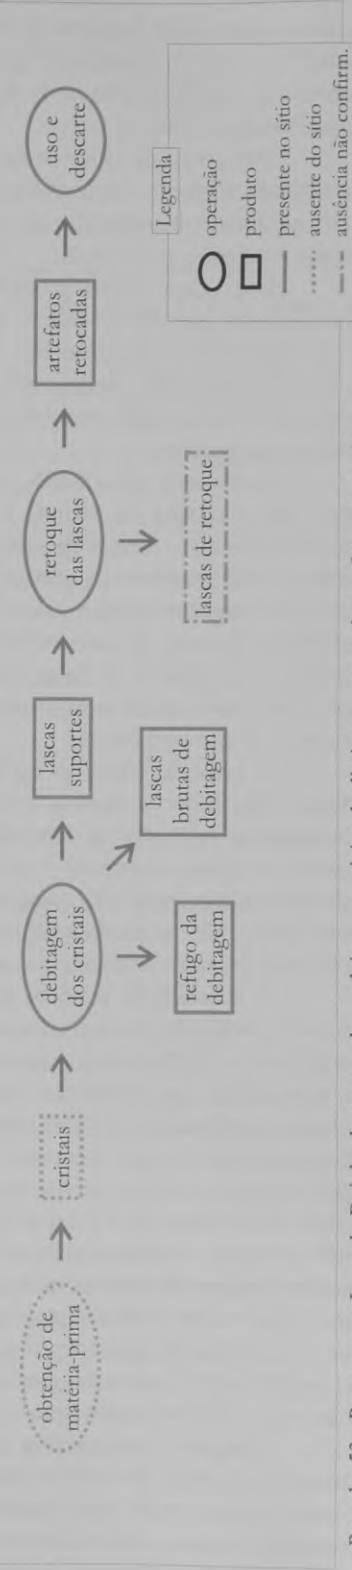 obtenção de
matéria-prima
cristais
debitagem
dos cristais
refugo da
debitagem
lascas
brutas de
debitagem
lascas
suportes
retoque
das lascas
lascas de retoque
artefatos
retocadas
uso e
descarte
Legenda
operação
produto
presente no sítio
ausente do sítio
ausência não confirm.